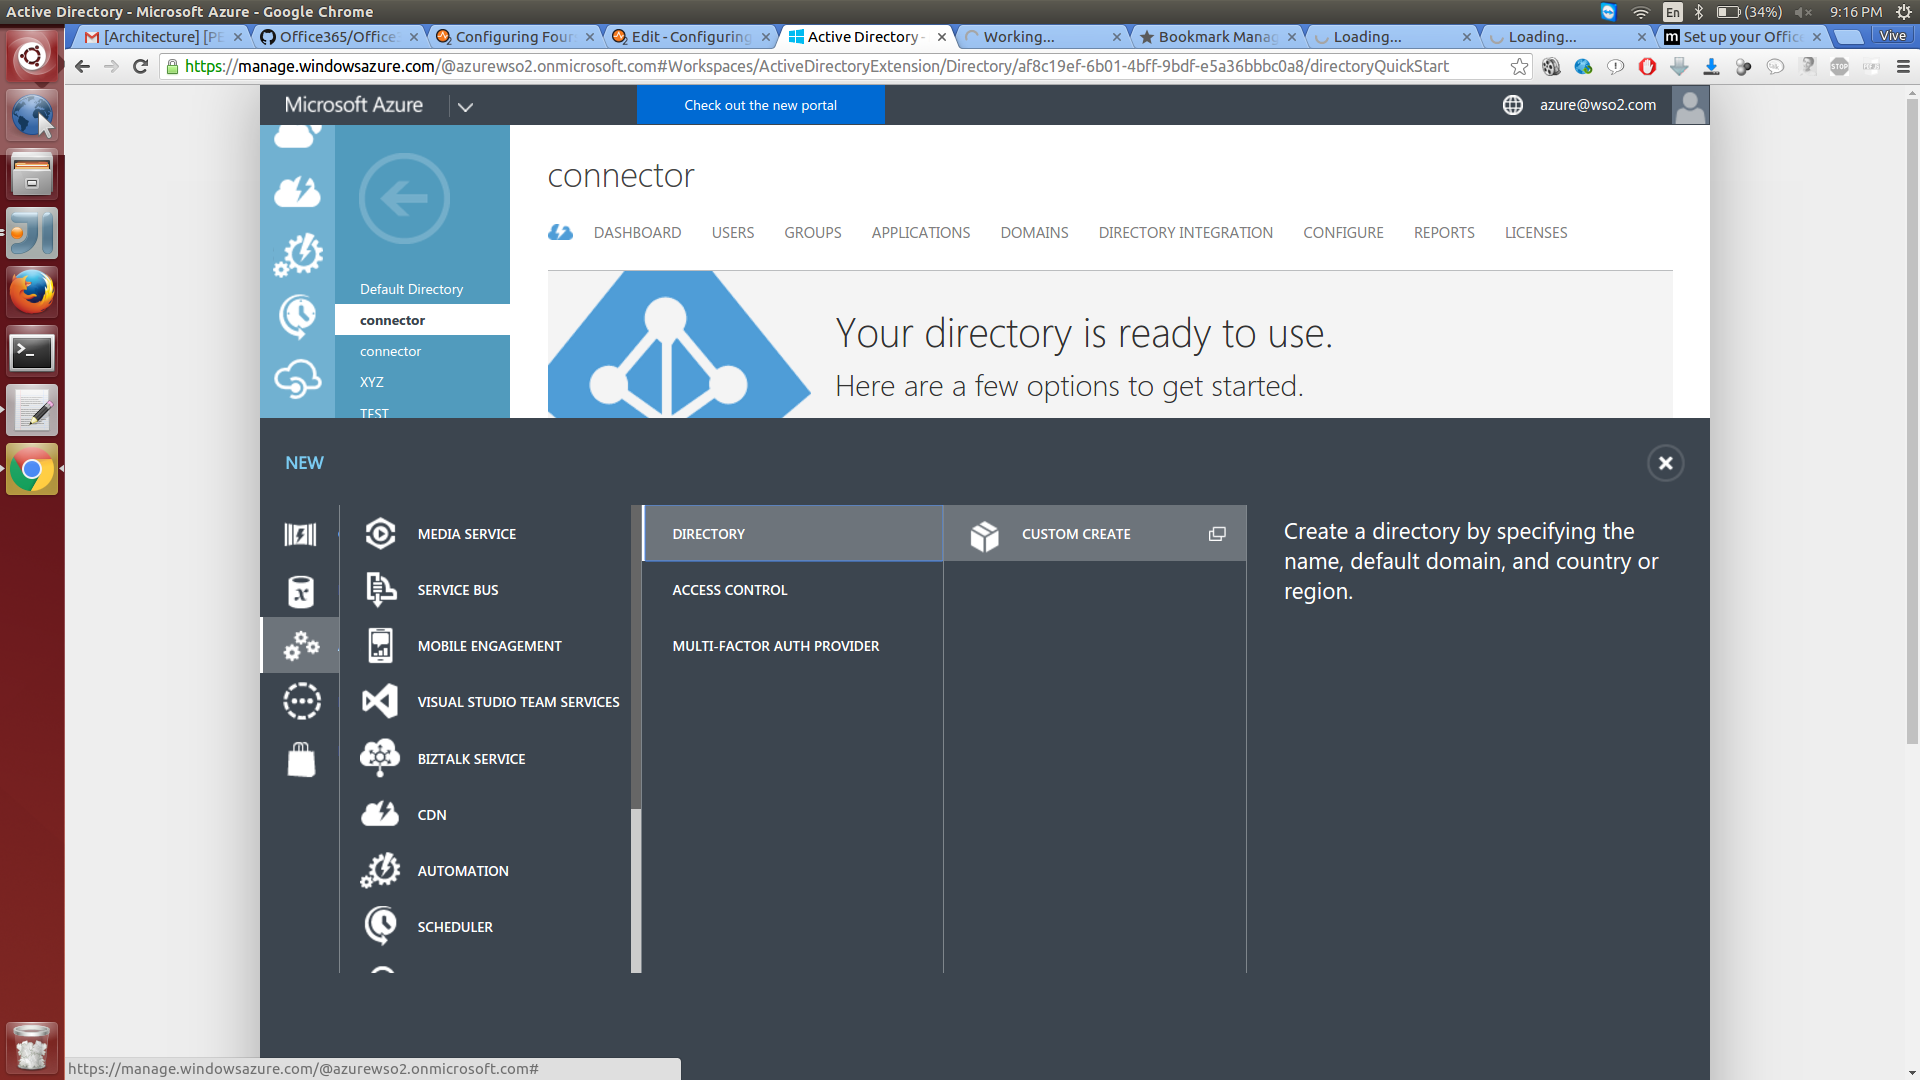 Active Directory - Microsoft Azure - Google Chrome
En
(34%)
9:16 PM
[Architecture] [P
Office365/Office
Configuring Four
Edit - Configuring
Active Directory -
Working...
Bookmark Manag
Loading...
Loading...
Set up your Offic
Vive
https://manage.windowsazure.com/@azurewso2.onmicrosoft.com#Workspaces/ActiveDirectoryExtension/Directory/af8c19ef-6b01-4bff-9bdf-e5a36bbbc0a8/directoryQuickStart
STOP
Microsoft Azure
Check out the new portal
azure@wso2.com
connector
DASHBOARD USERS GROUPS APPLICATIONS DOMAINS DIRECTORY INTEGRATION CONFIGURE REPORTS LICENSES
Default Directory
connector
connector
XYZ
TEST
Your directory is ready to use.
Here are a few options to get started.
NEW
MEDIA SERVICE
SERVICE BUS
MOBILE ENGAGEMENT
VISUAL STUDIO TEAM SERVICES
BIZTALK SERVICE
CDN
AUTOMATION
SCHEDULER
DIRECTORY
ACCESS CONTROL
MULTI-FACTOR AUTH PROVIDER
CUSTOM CREATE
Create a directory by specifying the
name, default domain, and country or
region.
https://manage.windowsazure.com/@azurewso2.onmicrosoft.com#